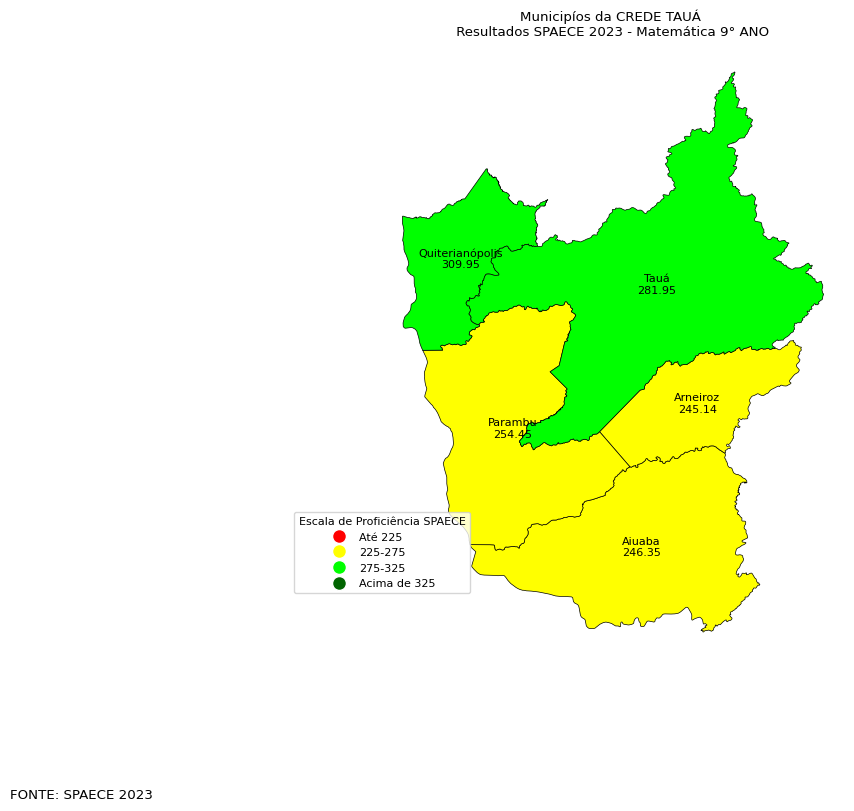 Municipíos da CREDE TAUÁ
Resultados SPAECE 2023 - Matemática 9° ANO
Quiterianópolis
309.95
Tauá
281.95
Arneiroz
245.14
Parambu
254.45
Aiuaba
246.35
Escala de Proficiência SPAECE
Até 225
225-275
275-325
Acima de 325
FONTE: SPAECE 2023